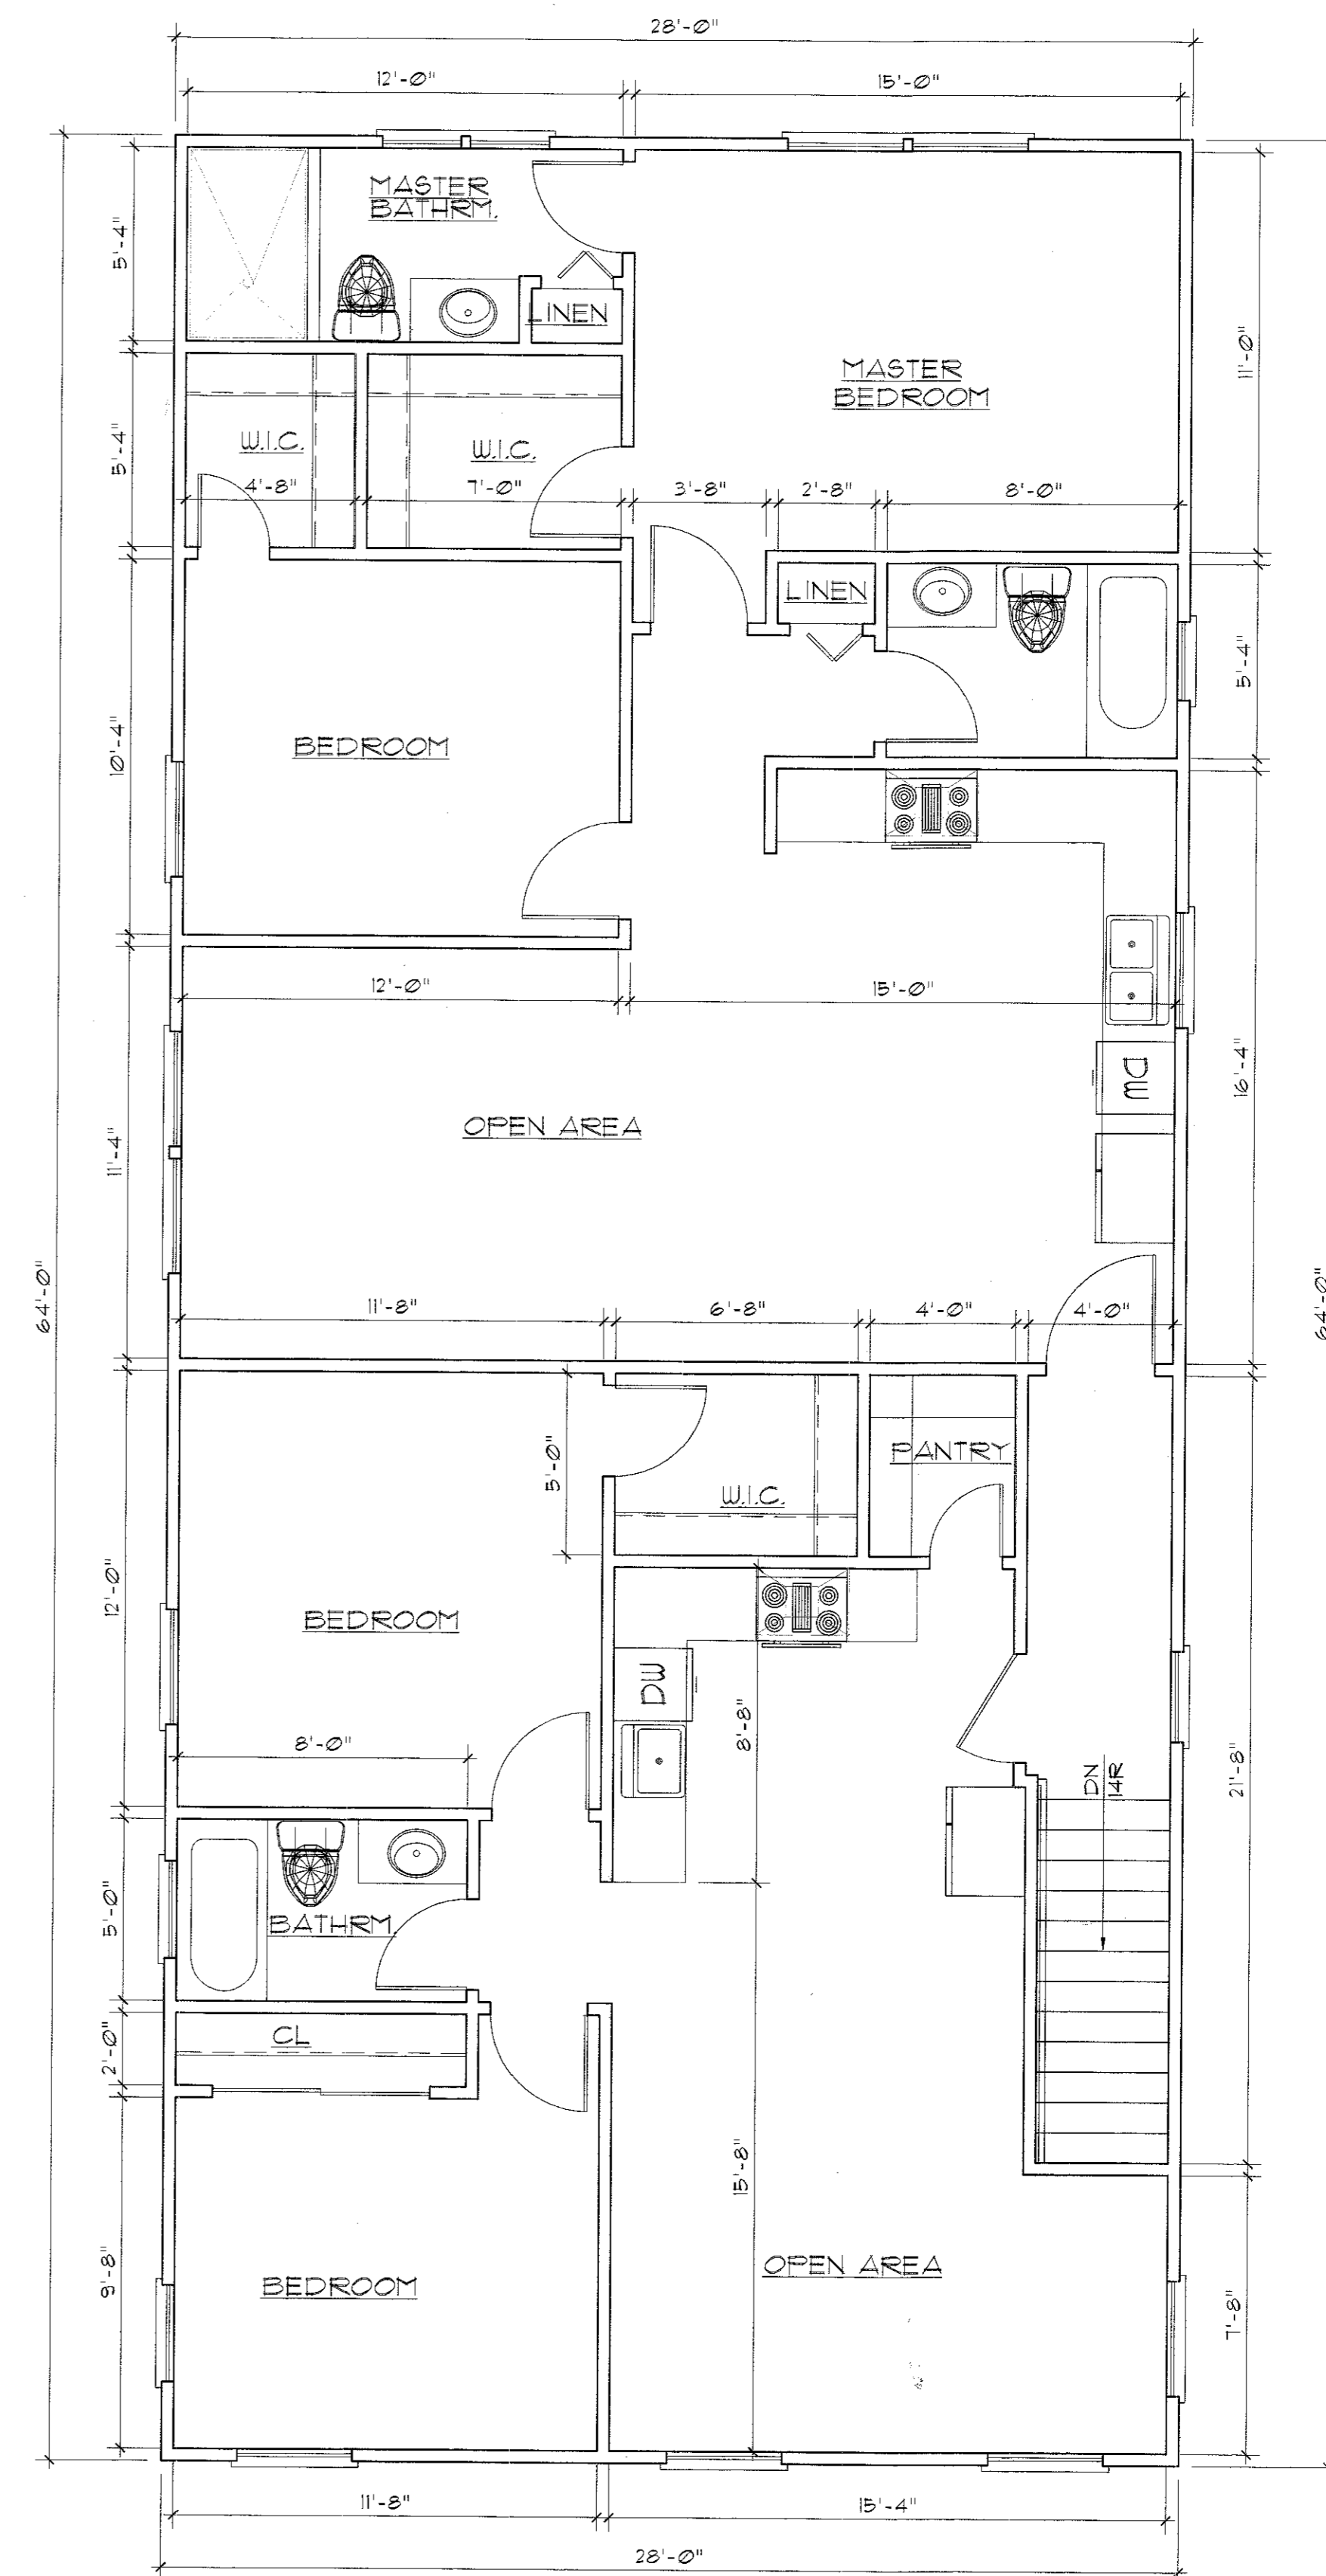 28'-0"
12'-0"
15'-0"
MASTER
BATHRM.
5'-4"
LINEN
MASTER
BEDROOM
11'-0"
5'-4"
W.I.C.
W.I.C.
4'-8"
7'-0"
3'-8"
2'-8"
8'-0"
LINEN
5'-4"
BEDROOM
10'-4"
12'-0"
15'-0"
DW
16'-4"
OPEN AREA
11'-4"
64'-0"
64'-0"
11'-8"
6'-8"
4'-0"
4'-0"
5'-0"
PANTRY
W.I.C.
12'-0"
BEDROOM
DW
8'-8"
8'-0"
DN
14R
21'-8"
5'-0"
BATHRM.
CL
2'-0"
15'-8"
9'-8"
BEDROOM
OPEN AREA
7'-8"
11'-8"
15'-4"
28'-0"